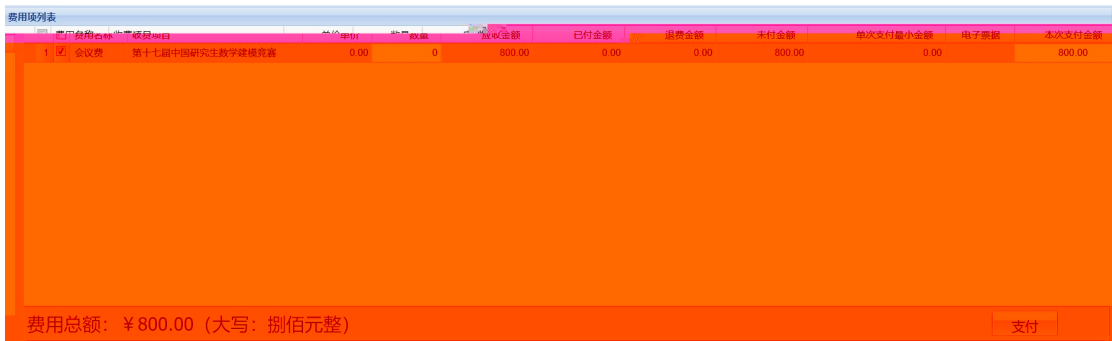 费用项列表
费用名称 收费项目 单价 数量 应收金额 已付金额 退费金额 未付金额 单次支付最小金额 电子票据 本次支付金额
1 会议费 第十七届中国研究生数学建模竞赛 0.00 0 800.00 0.00 0.00 800.00 0.00 800.00
费用总额：￥800.00（大写：捌佰元整） 支付